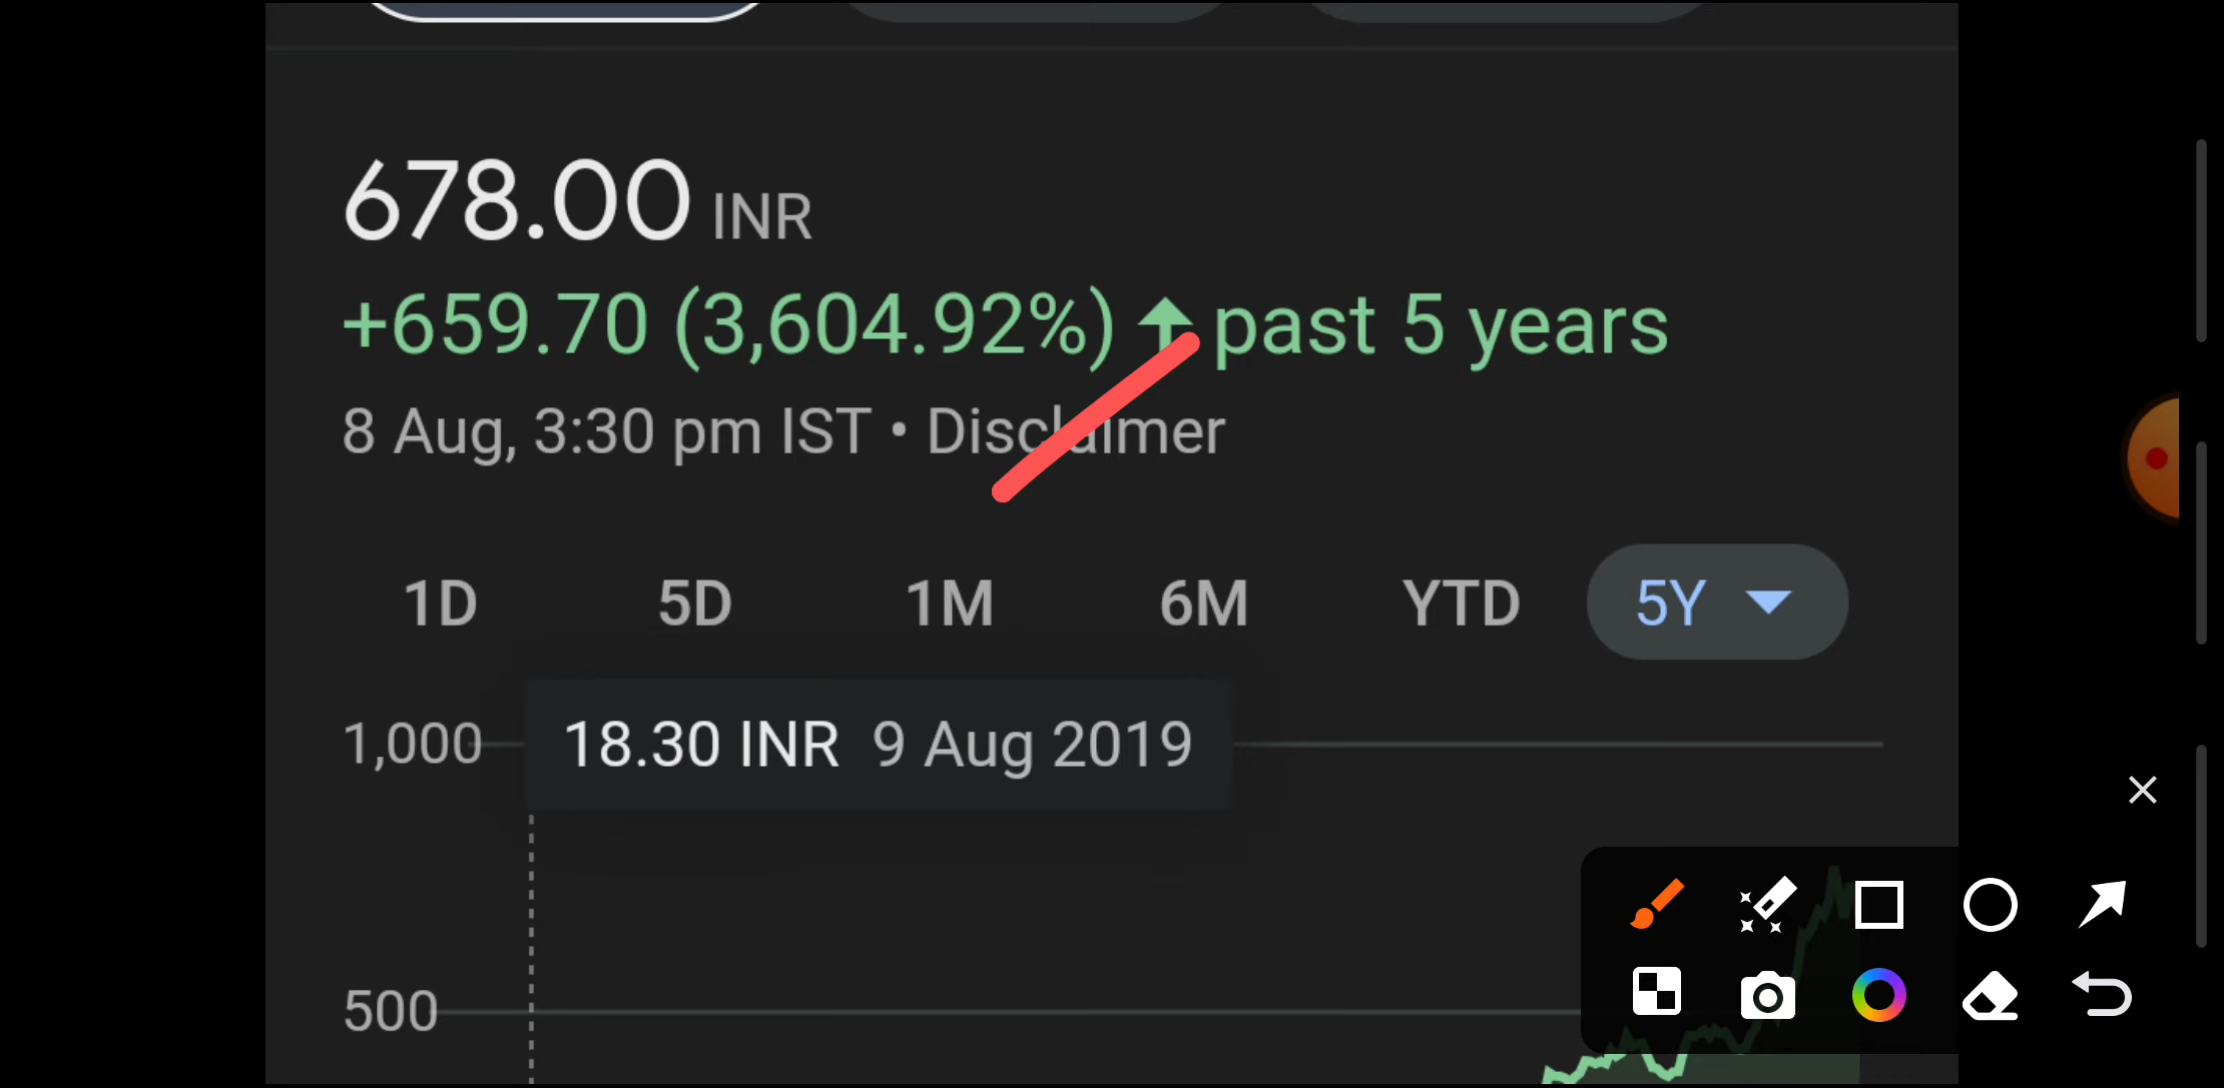 678.00 INR
+659.70 (3,604.92%) ↑ past 5 years
8 Aug, 3:30 pm IST • Disclaimer
1D 5D 1M 6M YTD 5Y
1,000 18.30 INR 9 Aug 2019
500